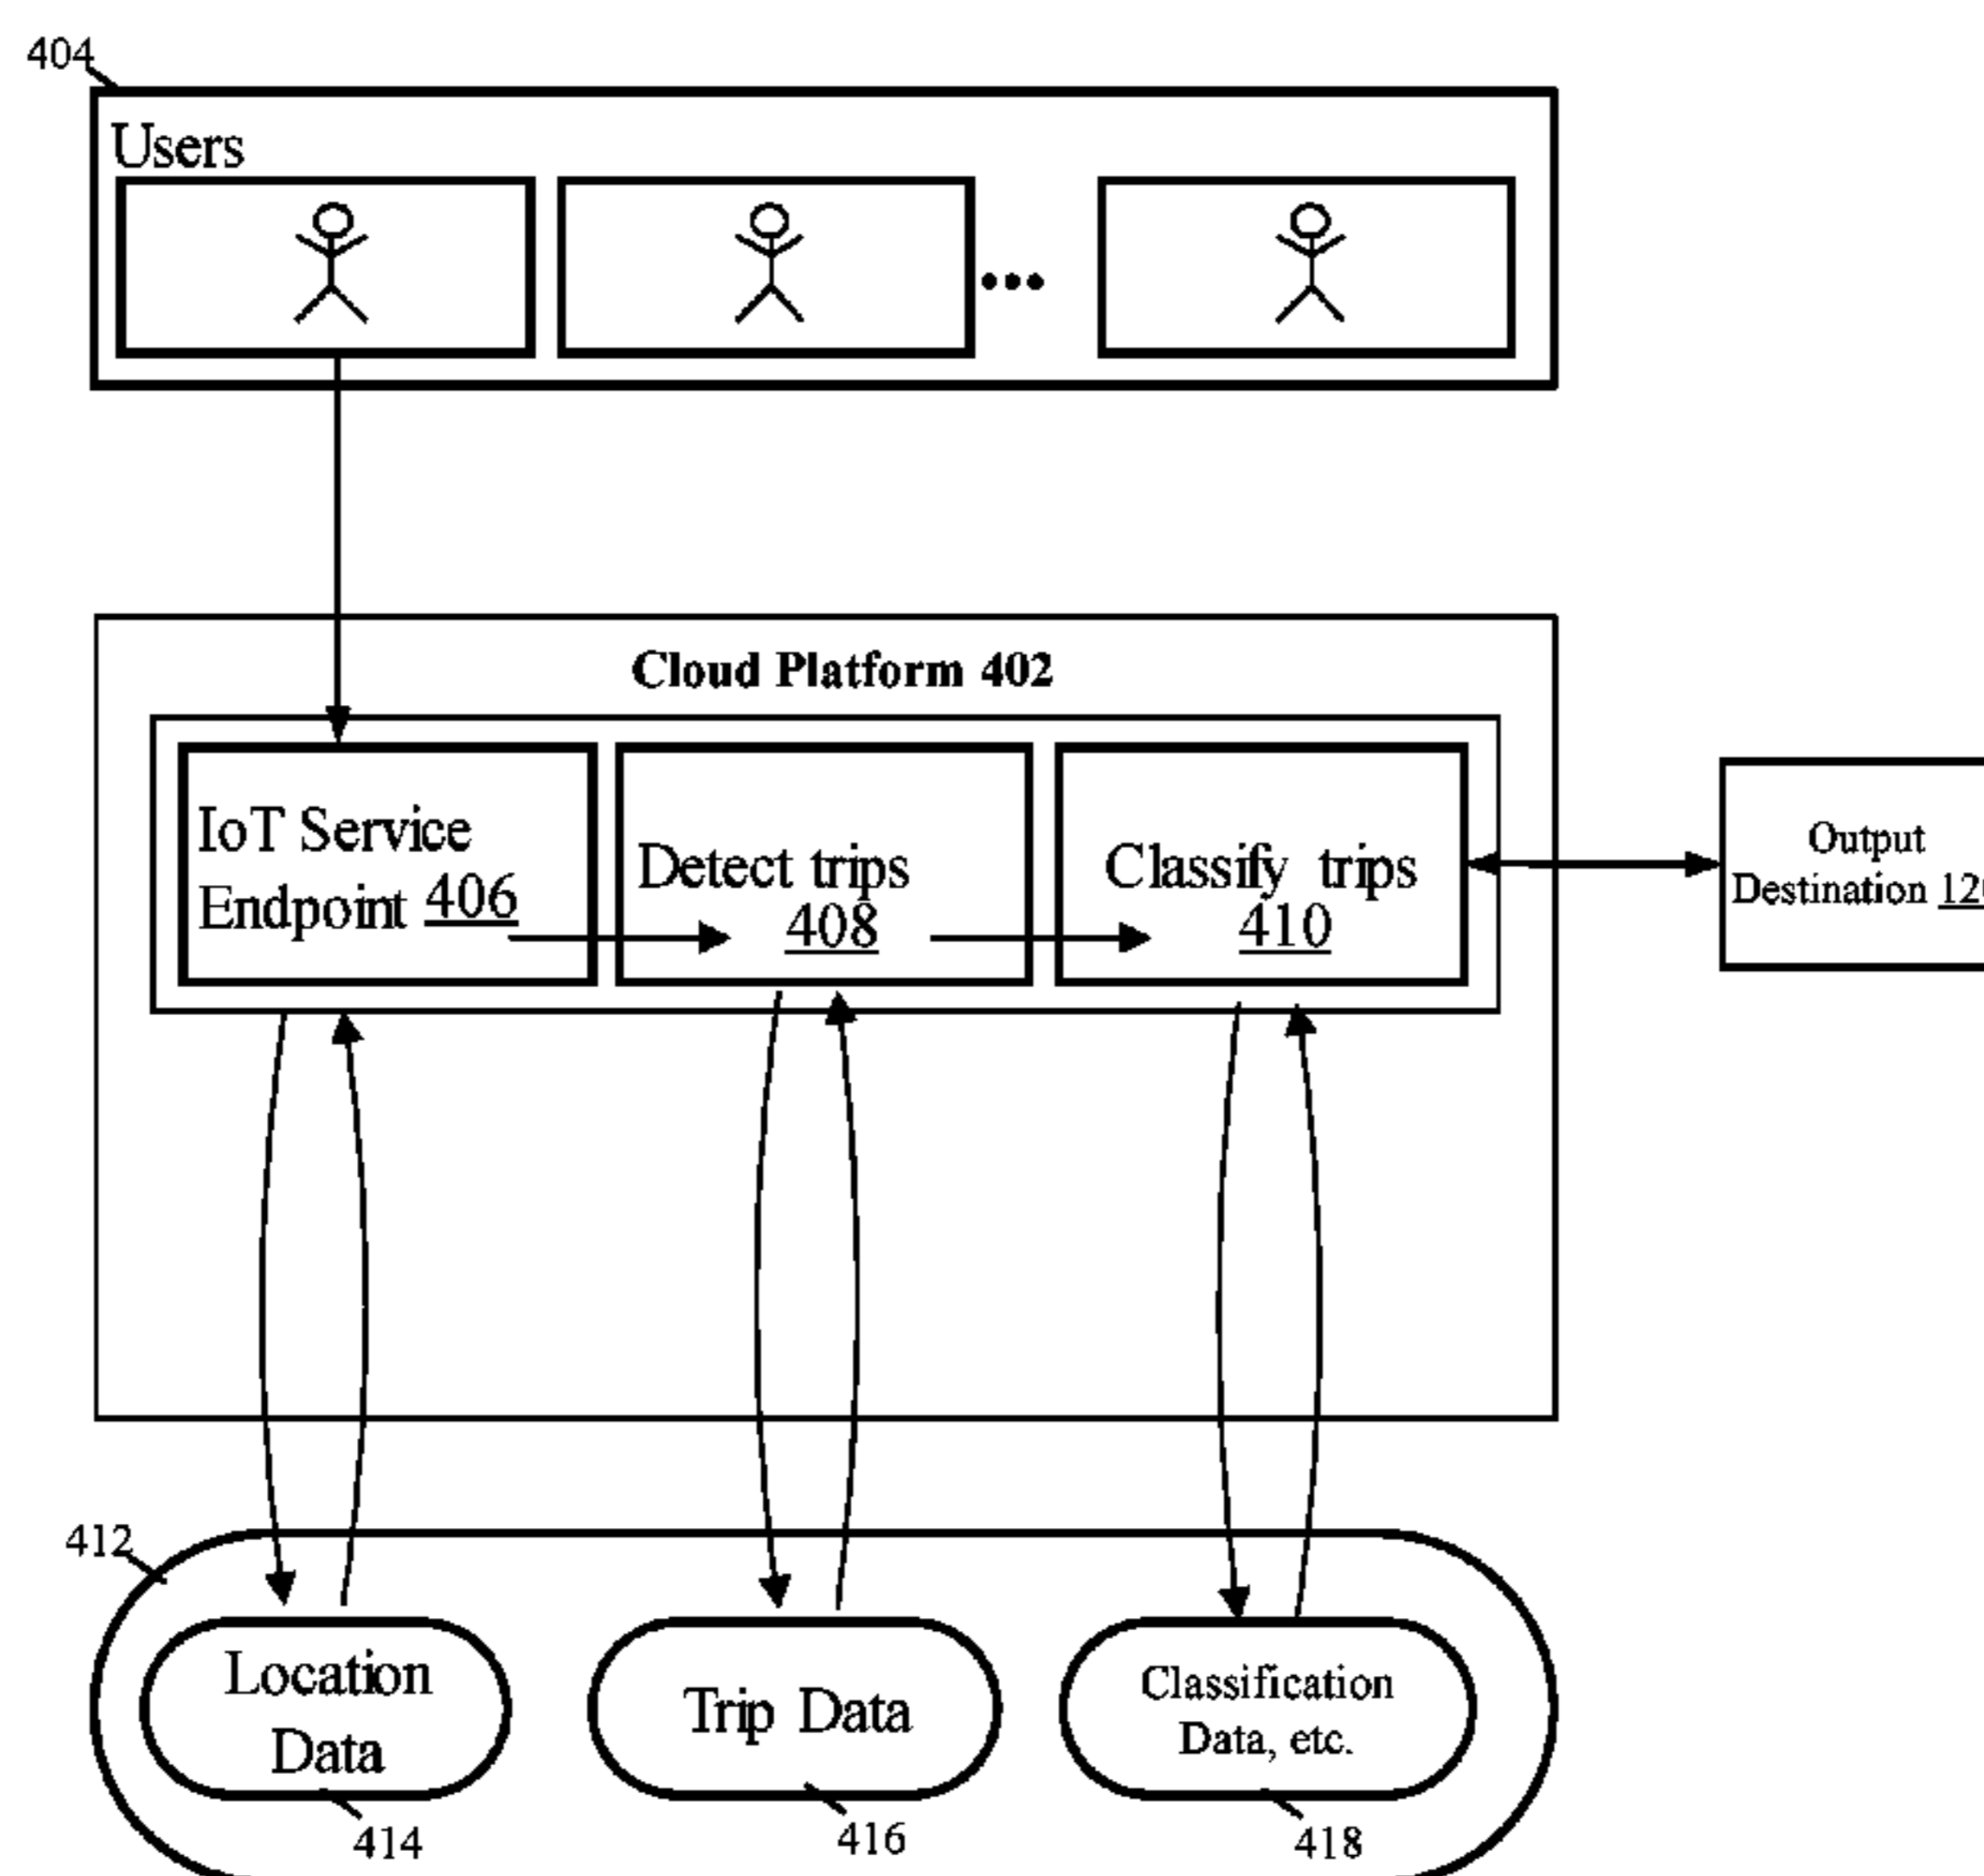 404
Users
Cloud Platform 402
IoT Service
Endpoint 406
Detect trips
408
Classify trips
410
Output
Destination
412
Location
Data
Trip Data
Classification
Data, etc.
414
416
418